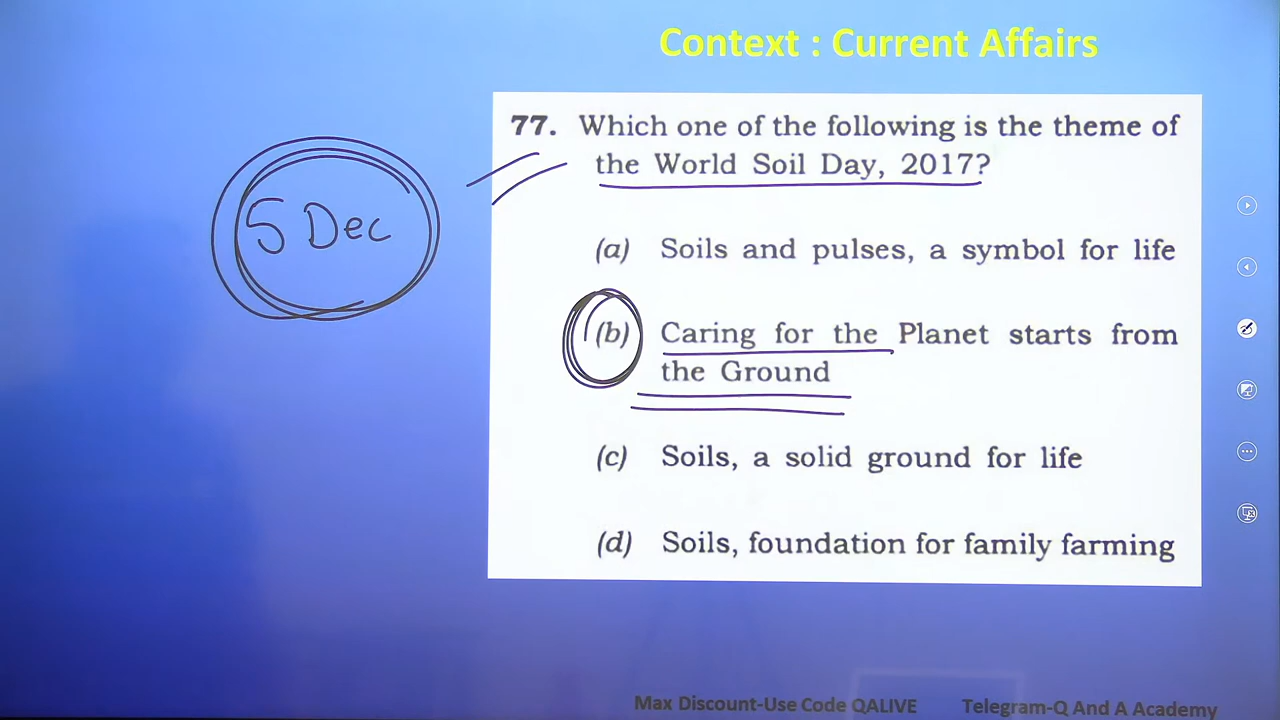 Context : Current Affairs
77. Which one of the following is the theme of
the World Soil Day, 2017?
5 Dec
(a) Soils and pulses, a symbol for life
(b) Caring for the Planet starts from
the Ground
(c) Soils, a solid ground for life
(d) Soils, foundation for family farming
Max Discount-Use Code QALIVE Telegram-Q And A Academy